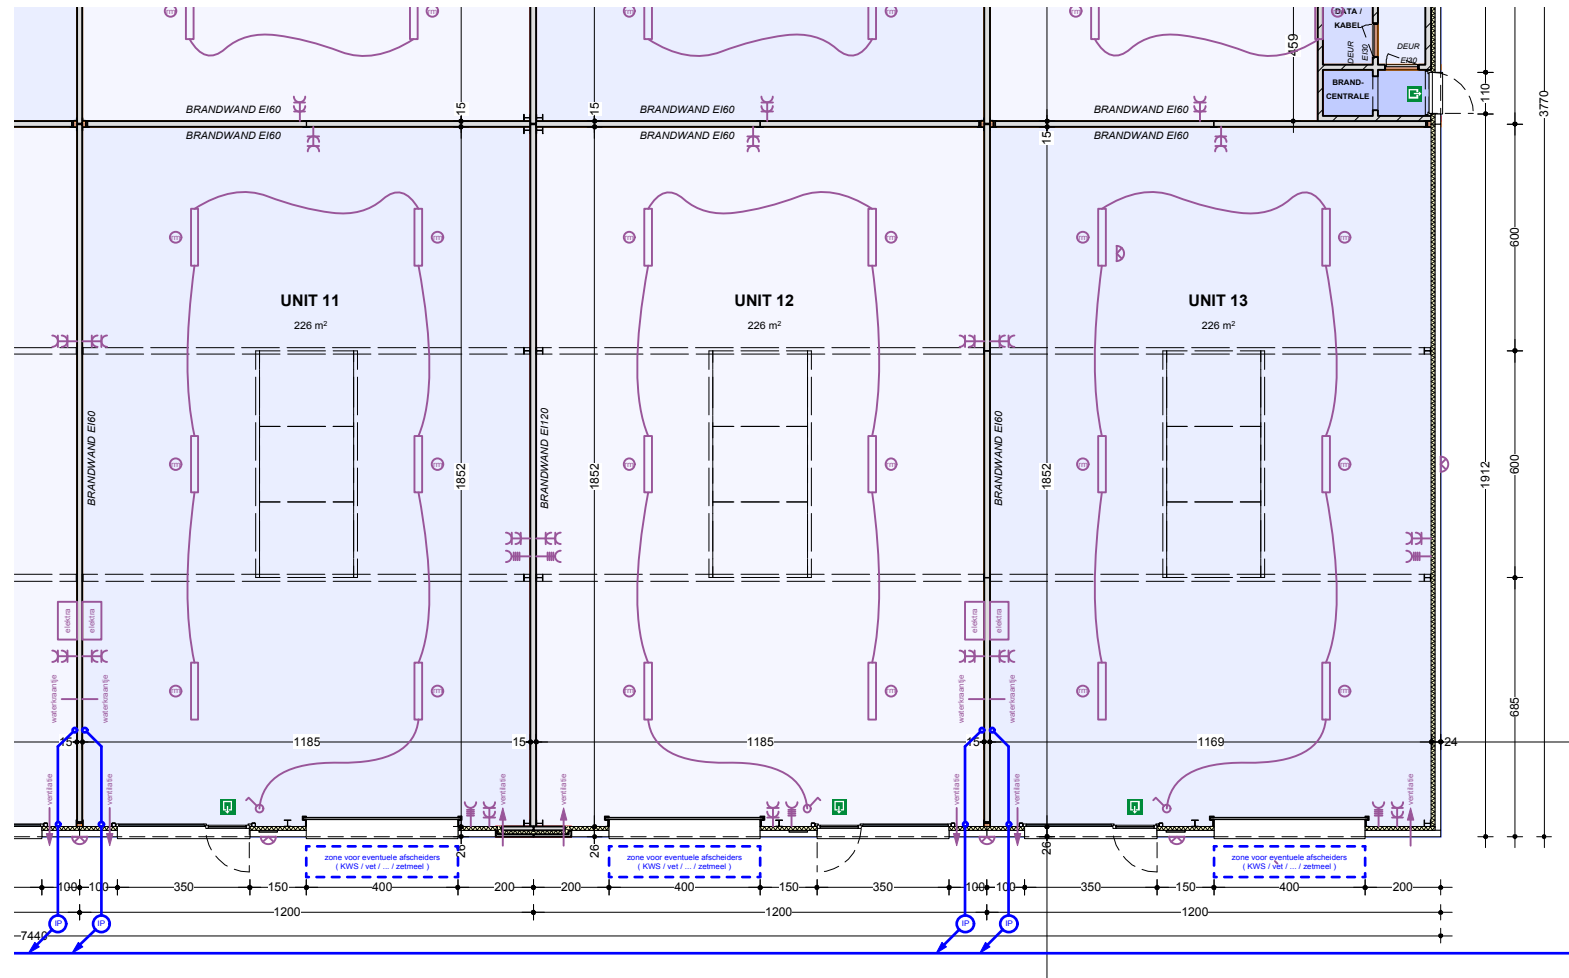 DATA /
KABEL
DEUR
EI30
DEUR
EI30
BRAND-
CENTRALE
459
110
3770
BRANDWAND EI60
15
15
BRANDWAND EI60
BRANDWAND EI60
BRANDWAND EI60
BRANDWAND EI60
BRANDWAND EI60
15
600
UNIT 11
226 m²
UNIT 12
226 m²
UNIT 13
226 m²
BRANDWAND EI60
1852
BRANDWAND EI120
1852
BRANDWAND EI60
1852
600
1912
elektra
elektra
elektra
elektra
waterkraantje
waterkraantje
waterkraantje
waterkraantje
685
15
1185
15
1185
15
1169
24
ventilatie
ventilatie
ventilatie
ventilatie
ventilatie
ventilatie
ventilatie
26
26
26
zone voor eventuele afscheiders
( KWS / vet / ... / zetmeel )
zone voor eventuele afscheiders
( KWS / vet / ... / zetmeel )
zone voor eventuele afscheiders
( KWS / vet / ... / zetmeel )
100
100
350
150
400
200
200
400
150
350
100
100
350
150
400
200
1200
1200
1200
IP
IP
IP
IP
7440